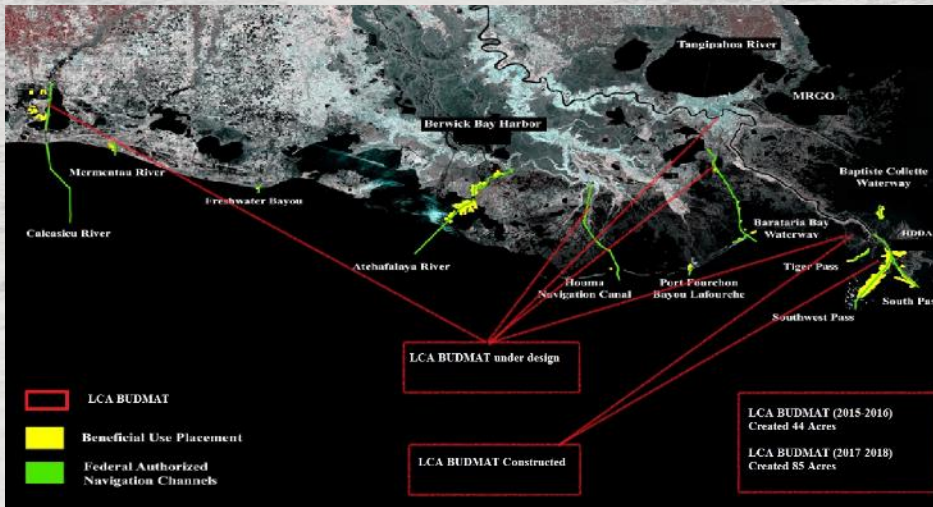 Tangipahoa River
MRGO
Berwick Bay Harbor
Baptiste Collette
Waterway
Mermentau River
Freshwater Bayou
Calcasieu River
Atchafalaya River
Barataria Bay
Waterway
HDDA
Tiger Pass
Houma
Navigation Canal
Port Fourchon
Bayou Lafourche
South Pas
Southwest Pass
LCA BUDMAT under design
LCA BUDMAT
Beneficial Use Placement
Federal Authorized
Navigation Channels
LCA BUDMAT Constructed
LCA BUDMAT (2015-2016)
Created 44 Acres
LCA BUDMAT (2017 2018)
Created 85 Acres